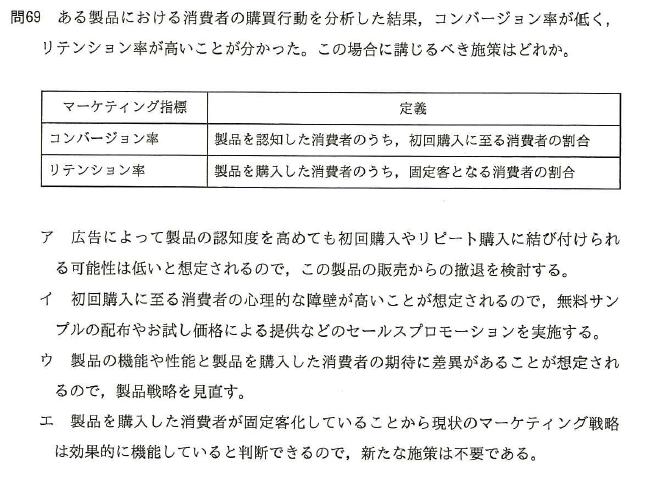 問69 ある製品における消費者の購買行動を分析した結果，コンバージョン率が低く，
リテンション率が高いことが分かった。この場合に講じるべき施策はどれか。
マーケティング指標 定義
コンバージョン率 製品を認知した消費者のうち，初回購入に至る消費者の割合
リテンション率 製品を購入した消費者のうち，固定客となる消費者の割合
ア 広告によって製品の認知度を高めても初回購入やリピート購入に結び付けられ
る可能性は低いと想定されるので，この製品の販売からの撤退を検討する。
イ 初回購入に至る消費者の心理的な障壁が高いことが想定されるので，無料サン
プルの配布やお試し価格による提供などのセールスプロモーションを実施する。
ウ 製品の機能や性能と製品を購入した消費者の期待に差異があることが想定され
るので，製品戦略を見直す。
エ 製品を購入した消費者が固定客化していることから現状のマーケティング戦略
は効果的に機能していると判断できるので，新たな施策は不要である。